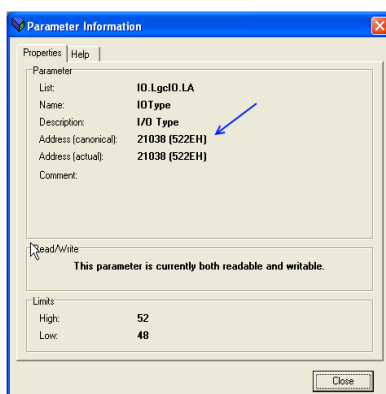 Parameter Information
Properties Help
Parameter
List: IO.LgcIO.LA
Name: IOType
Description: I/O Type
Address (canonical): 21038 (522EH)
Address (actual): 21038 (522EH)
Comment:
Read/Write
This parameter is currently both readable and writable.
Limits
High: 52
Low: 48
Close